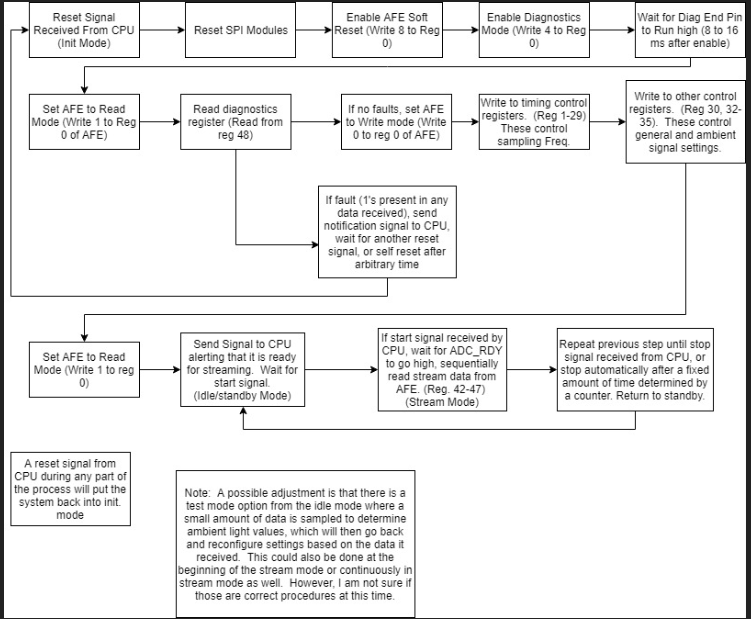 Reset Signal
Received From CPU
(Init Mode)
Reset SPI Modules
Enable AFE Soft
Reset (Write 8 to Reg
0)
Enable Diagnostics
Mode (Write 4 to Reg
0)
Wait for Diag End Pin
to Run high (8 to 16
ms after enable)
Set AFE to Read
Mode (Write 1 to Reg
0 of AFE)
Read diagnostics
register (Read from
reg 48)
If no faults, set AFE
to Write mode (Write
0 to reg 0 of AFE)
Write to timing control
registers. (Reg 1-29)
These control
sampling Freq.
Write to other control
registers. (Reg 30, 32-
35). These control
general and ambient
signal settings.
If fault (1's present in any
data received), send
notification signal to CPU,
wait for another reset
signal, or self reset after
arbitrary time
Set AFE to Read
Mode (Write 1 to reg
0)
Send Signal to CPU
alerting that it is ready
for streaming. Wait for
start signal.
(Idle/standby Mode)
If start signal received by
CPU, wait for ADC_RDY
to go high, sequentially
read stream data from
AFE. (Reg. 42-47)
(Stream Mode)
Repeat previous step until stop
signal received from CPU, or
stop automatically after a fixed
amount of time determined by
a counter. Return to standby.
A reset signal from
CPU during any part of
the process will put the
system back into init.
mode
Note: A possible adjustment is that there is a
test mode option from the idle mode where a
small amount of data is sampled to determine
ambient light values, which will then go back
and reconfigure settings based on the data it
received. This could also be done at the
beginning of the stream mode or continuously in
stream mode as well. However, I am not sure if
those are correct procedures at this time.